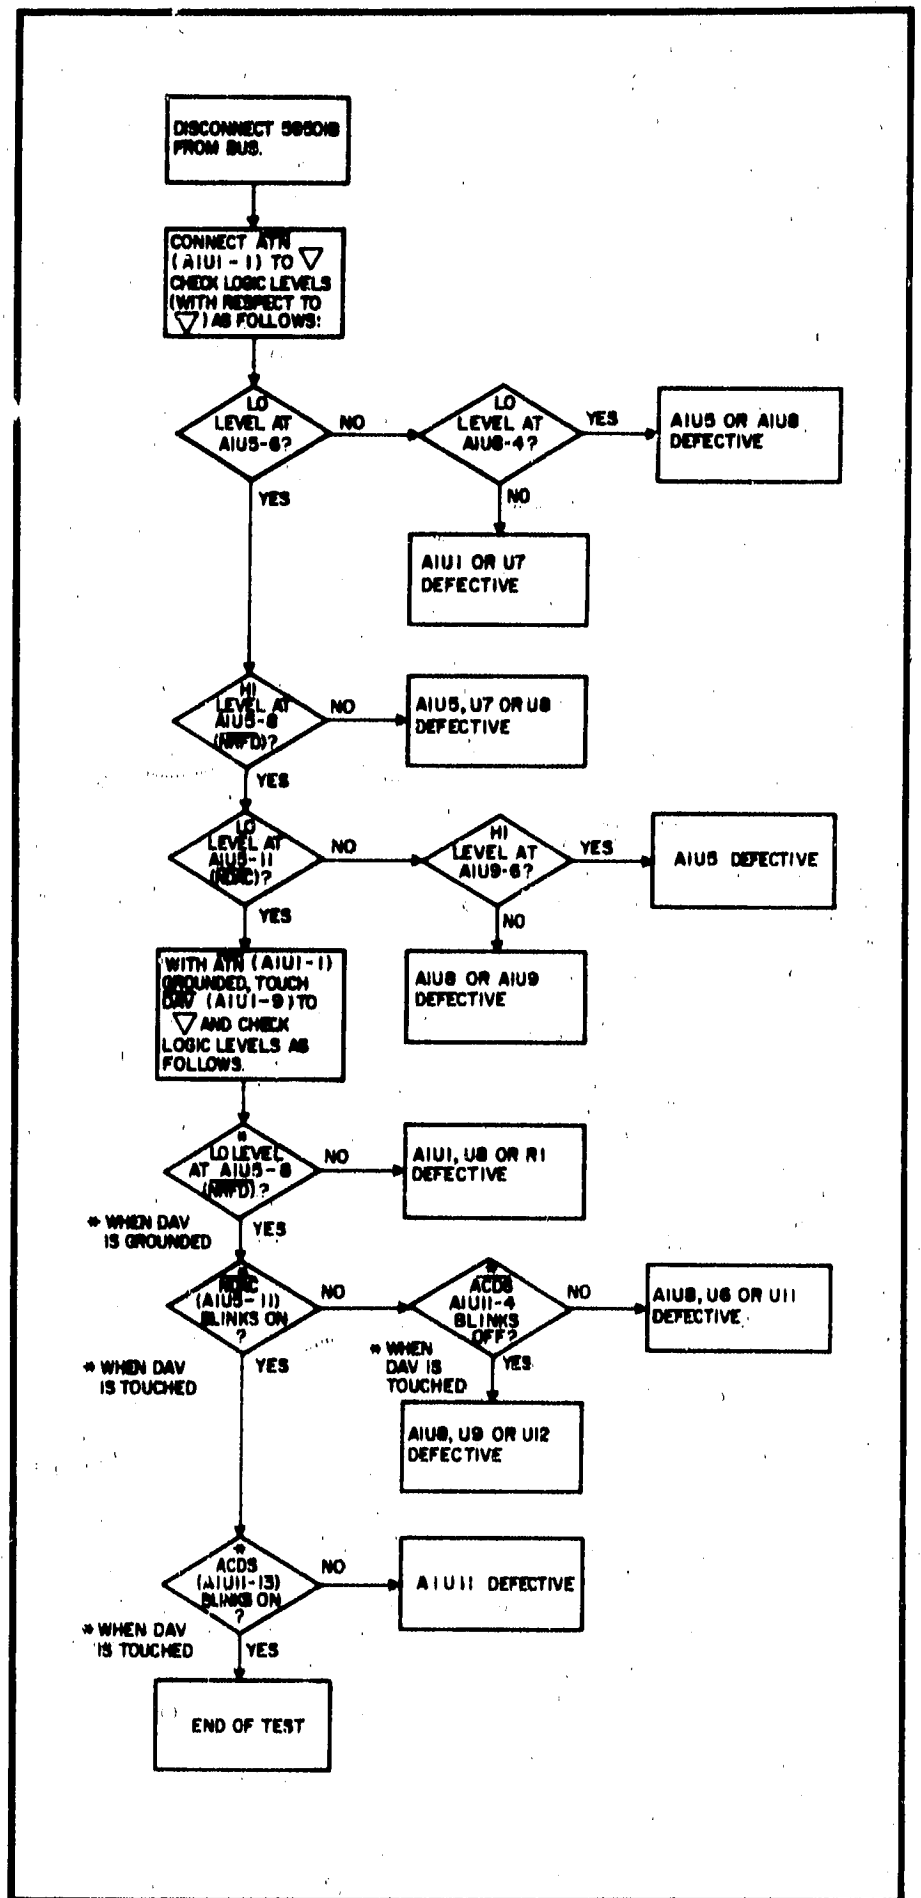 DISCONNECT 59501B
FROM BUS.
CONNECT ATN
(A1U1-1) TO ▽
CHECK LOGIC LEVELS
(WITH RESPECT TO
▽) AS FOLLOWS:
LO
LEVEL AT
A1U5-6?
NO
LO
LEVEL AT
A1U8-4?
YES
A1U5 OR A1U8
DEFECTIVE
YES
NO
A1U1 OR U7
DEFECTIVE
HI
LEVEL AT
A1U5-8
(NRFD)?
NO
A1U5, U7 OR U8
DEFECTIVE
YES
LO
LEVEL AT
A1U5-11
(NDAC)?
NO
HI
LEVEL AT
A1U9-6?
YES
A1U5 DEFECTIVE
YES
NO
WITH ATN (A1U1-1)
GROUNDED, TOUCH
DAV (A1U1-9) TO
▽ AND CHECK
LOGIC LEVELS AS
FOLLOWS.
A1U8 OR A1U9
DEFECTIVE
*
LO LEVEL
AT A1U5-8
(NRFD)?
NO
A1U1, U8 OR R1
DEFECTIVE
* WHEN DAV
IS GROUNDED
YES
*
NDAC
(A1U5-11)
BLINKS ON
?
NO
*
ACDS
A1U11-4
BLINKS
OFF?
NO
A1U8, U6 OR U11
DEFECTIVE
* WHEN DAV
IS TOUCHED
YES
* WHEN
DAV IS
TOUCHED
YES
A1U8, U9 OR U12
DEFECTIVE
*
ACDS
(A1U11-13)
BLINKS ON
?
NO
A1U11 DEFECTIVE
* WHEN DAV
IS TOUCHED
YES
END OF TEST